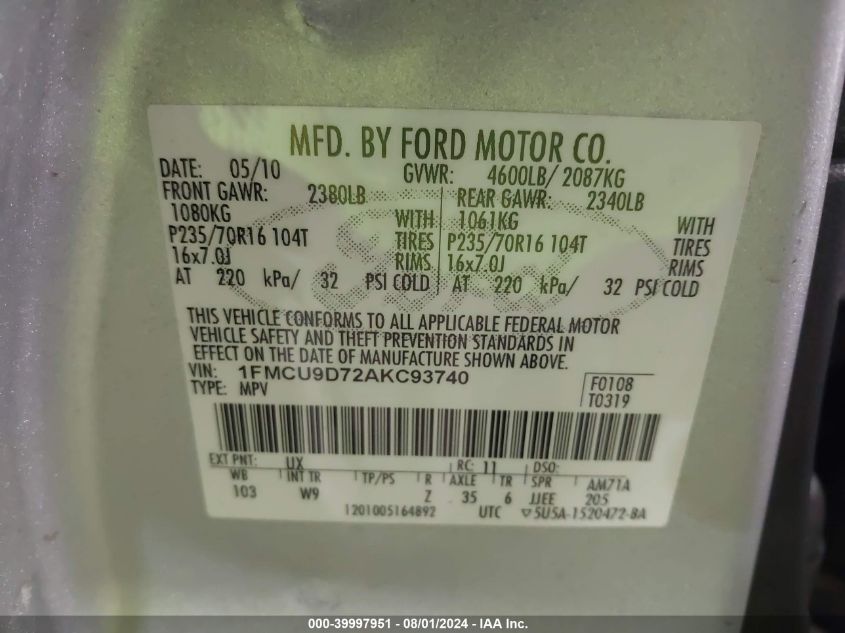 MFD. BY FORD MOTOR CO.
DATE: 05/10 GVWR: 4600LB/ 2087KG
FRONT GAWR: 2380LB REAR GAWR: 2340LB
1080KG WITH 1061KG WITH
P235/70R16 104T TIRES P235/70R16 104T TIRES
16x7.0J RIMS 16x7.0J RIMS
AT 220 kPa/ 32 PSI COLD AT 220 kPa/ 32 PSI COLD
THIS VEHICLE CONFORMS TO ALL APPLICABLE FEDERAL MOTOR
VEHICLE SAFETY AND THEFT PREVENTION STANDARDS IN
EFFECT ON THE DATE OF MANUFACTURE SHOWN ABOVE.
VIN: 1FMCU9D72AKC93740
TYPE: MPV
F0108
T0319
EXT PNT: UX RC: 11 DSO:
WB INT TR TP/PS R AXLE TR SPR AM71A
103 W9 Z 35 6 JJEE 205
1201005164892 UTC ▽5U5A-1520472-BA
000-39997951 - 08/01/2024 - IAA Inc.